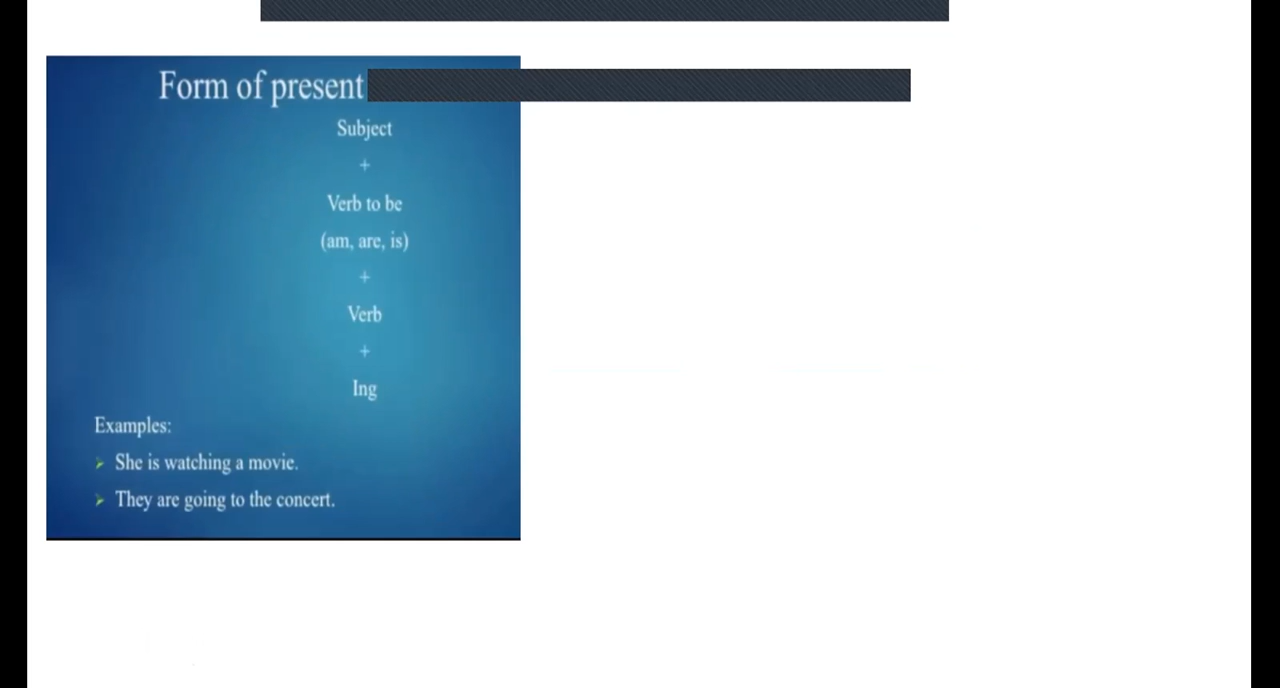 Form of present
Subject
+
Verb to be
(am, are, is)
+
Verb
+
Ing
Examples:
She is watching a movie.
They are going to the concert.